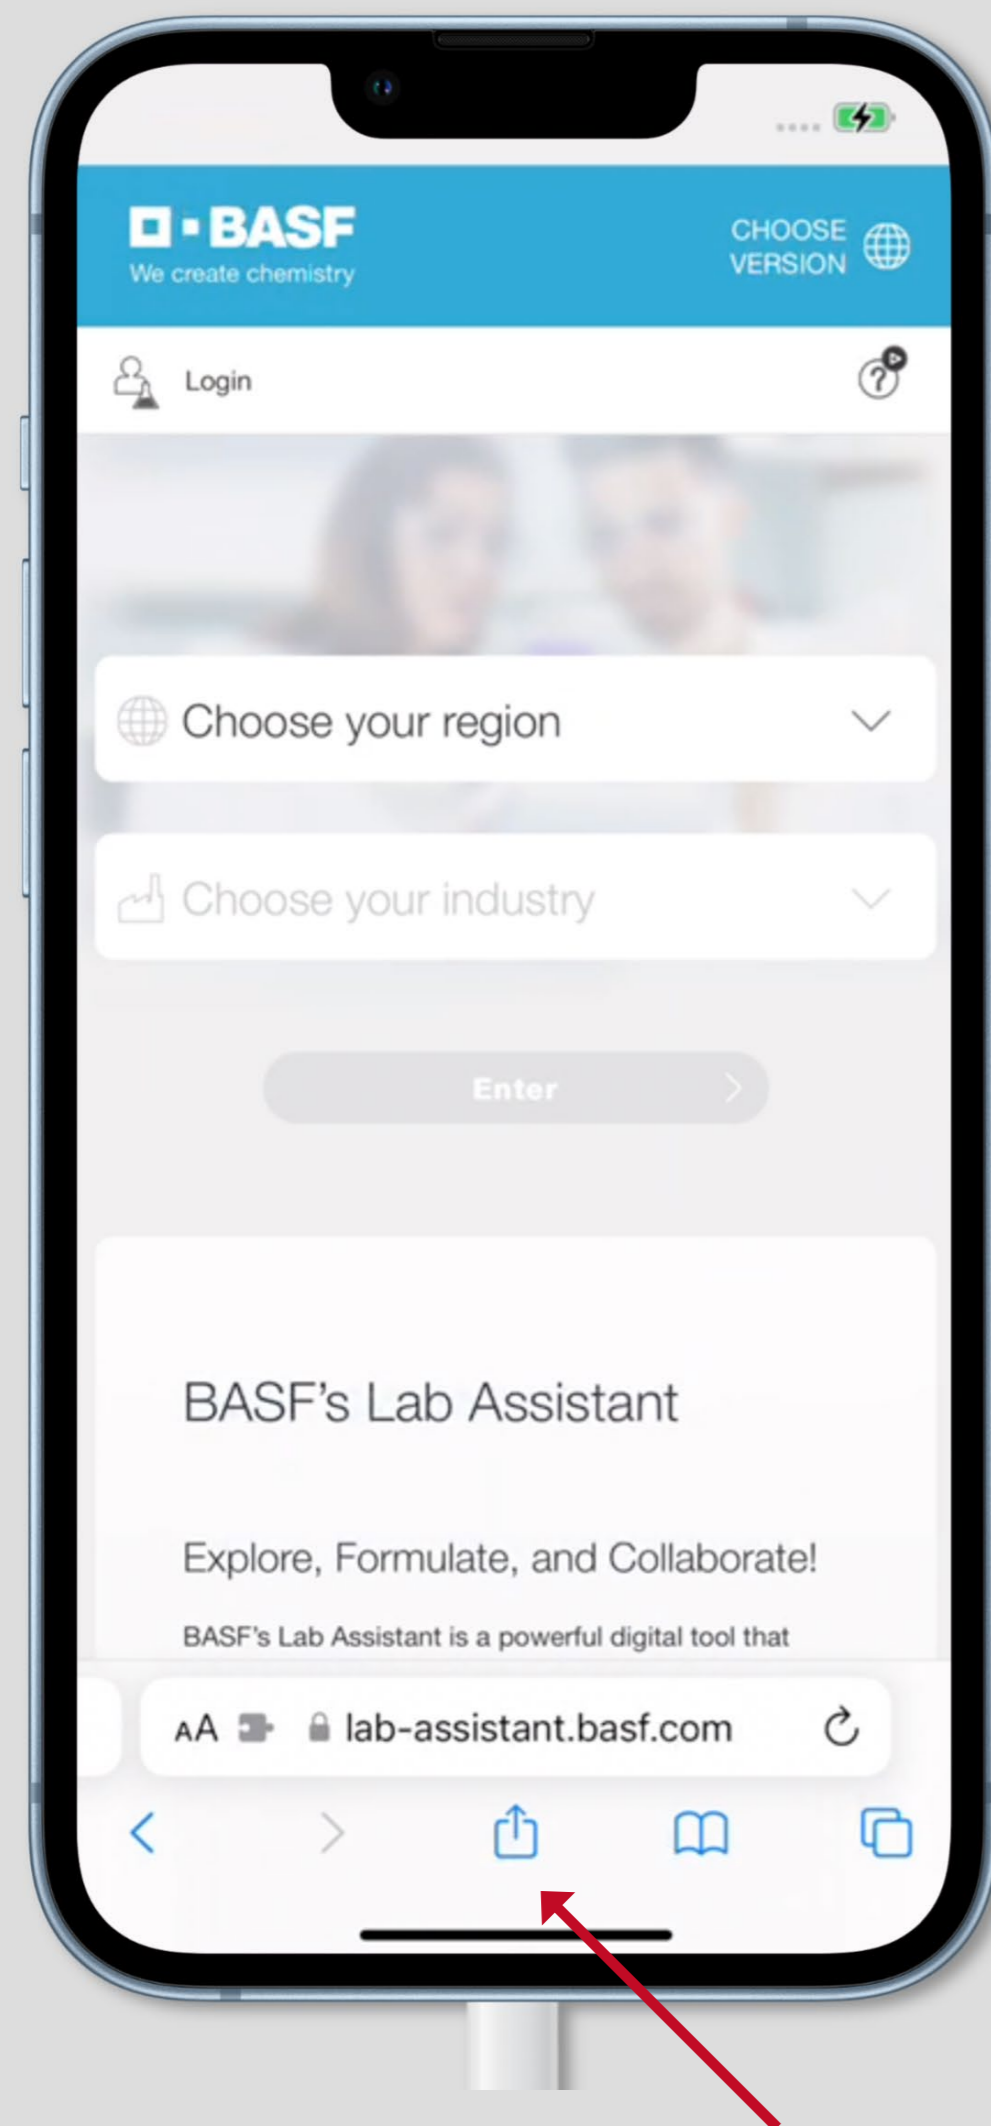 BASF
We create chemistry
CHOOSE
VERSION
Login
Choose your region
Choose your industry
Enter
BASF's Lab Assistant
Explore, Formulate, and Collaborate!
BASF's Lab Assistant is a powerful digital tool that
AA lab-assistant.basf.com